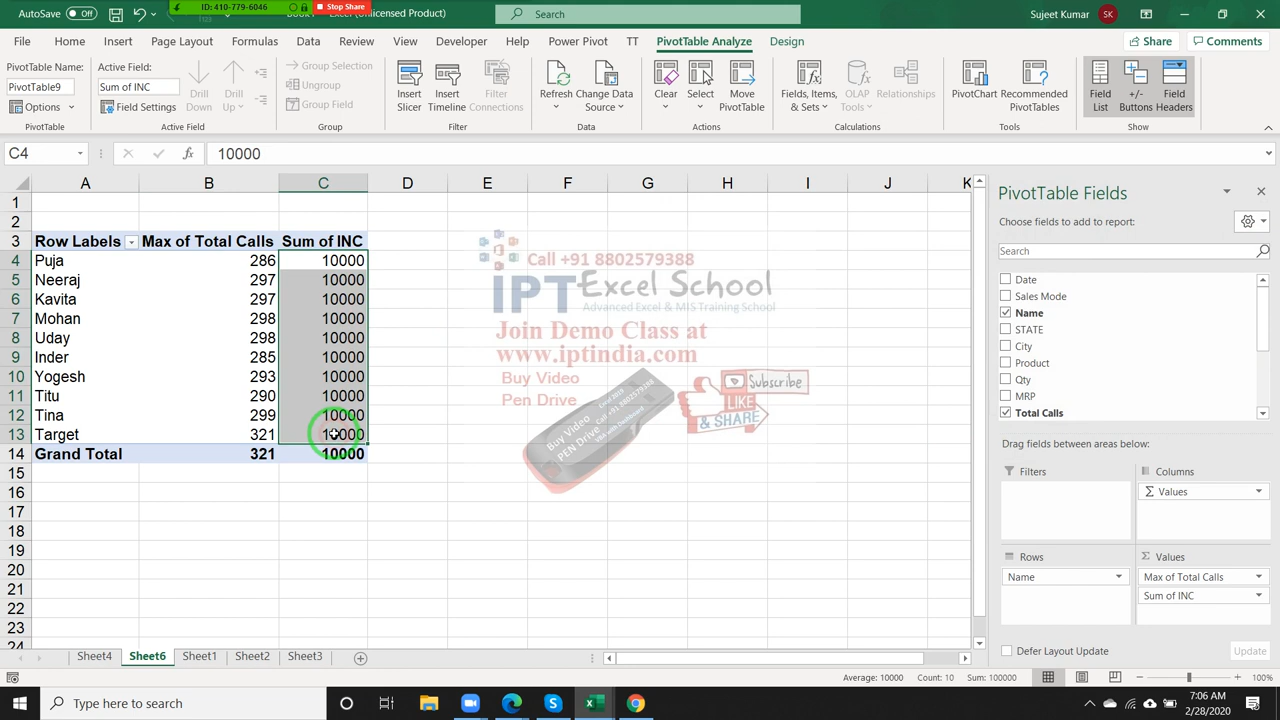 AutoSave Off
ID: 410-779-6046 Stop Share
Excel (Unlicensed Product)
Search
Sujeet Kumar SK
File Home Insert Page Layout Formulas Data Review View Developer Help Power Pivot TT PivotTable Analyze Design Share Comments
PivotTable Name:
PivotTable9
Options
PivotTable
Active Field:
Sum of INC
Field Settings
Drill Down
Drill Up
Active Field
Group Selection
Ungroup
Group Field
Group
Insert Slicer
Insert Timeline
Filter Connections
Filter
Refresh
Change Data Source
Data
Clear
Select
Move PivotTable
Actions
Fields, Items, & Sets
OLAP Tools
Relationships
Calculations
PivotChart
Recommended PivotTables
Tools
Field List
+/- Buttons
Field Headers
Show
C4 fx 10000
A B C D E F G H I J K
1
2
3 Row Labels Max of Total Calls Sum of INC
4 Puja 286 10000
5 Neeraj 297 10000
6 Kavita 297 10000
7 Mohan 298 10000
8 Uday 298 10000
9 Inder 285 10000
10 Yogesh 293 10000
11 Titu 290 10000
12 Tina 299 10000
13 Target 321 10000
14 Grand Total 321 10000
15
16
17
18
19
20
21
22
23
24
Call +91 8802579388
IPT Excel School
Advanced Excel & MIS Training School
Join Demo Class at
www.iptindia.com
Buy Video
Pen Drive
Buy Video
PEN Drive
Call +91 8802579388
Subscribe
LIKE
& SHARE
PivotTable Fields
Choose fields to add to report:
Search
Date
Sales Mode
Name
STATE
City
Product
Qty
MRP
Total Calls
Drag fields between areas below:
Filters
Columns
Σ Values
Rows
Name
Σ Values
Max of Total Calls
Sum of INC
Defer Layout Update Update
Sheet4 Sheet6 Sheet1 Sheet2 Sheet3
Average: 10000 Count: 10 Sum: 100000 100%
Type here to search
7:06 AM
2/28/2020